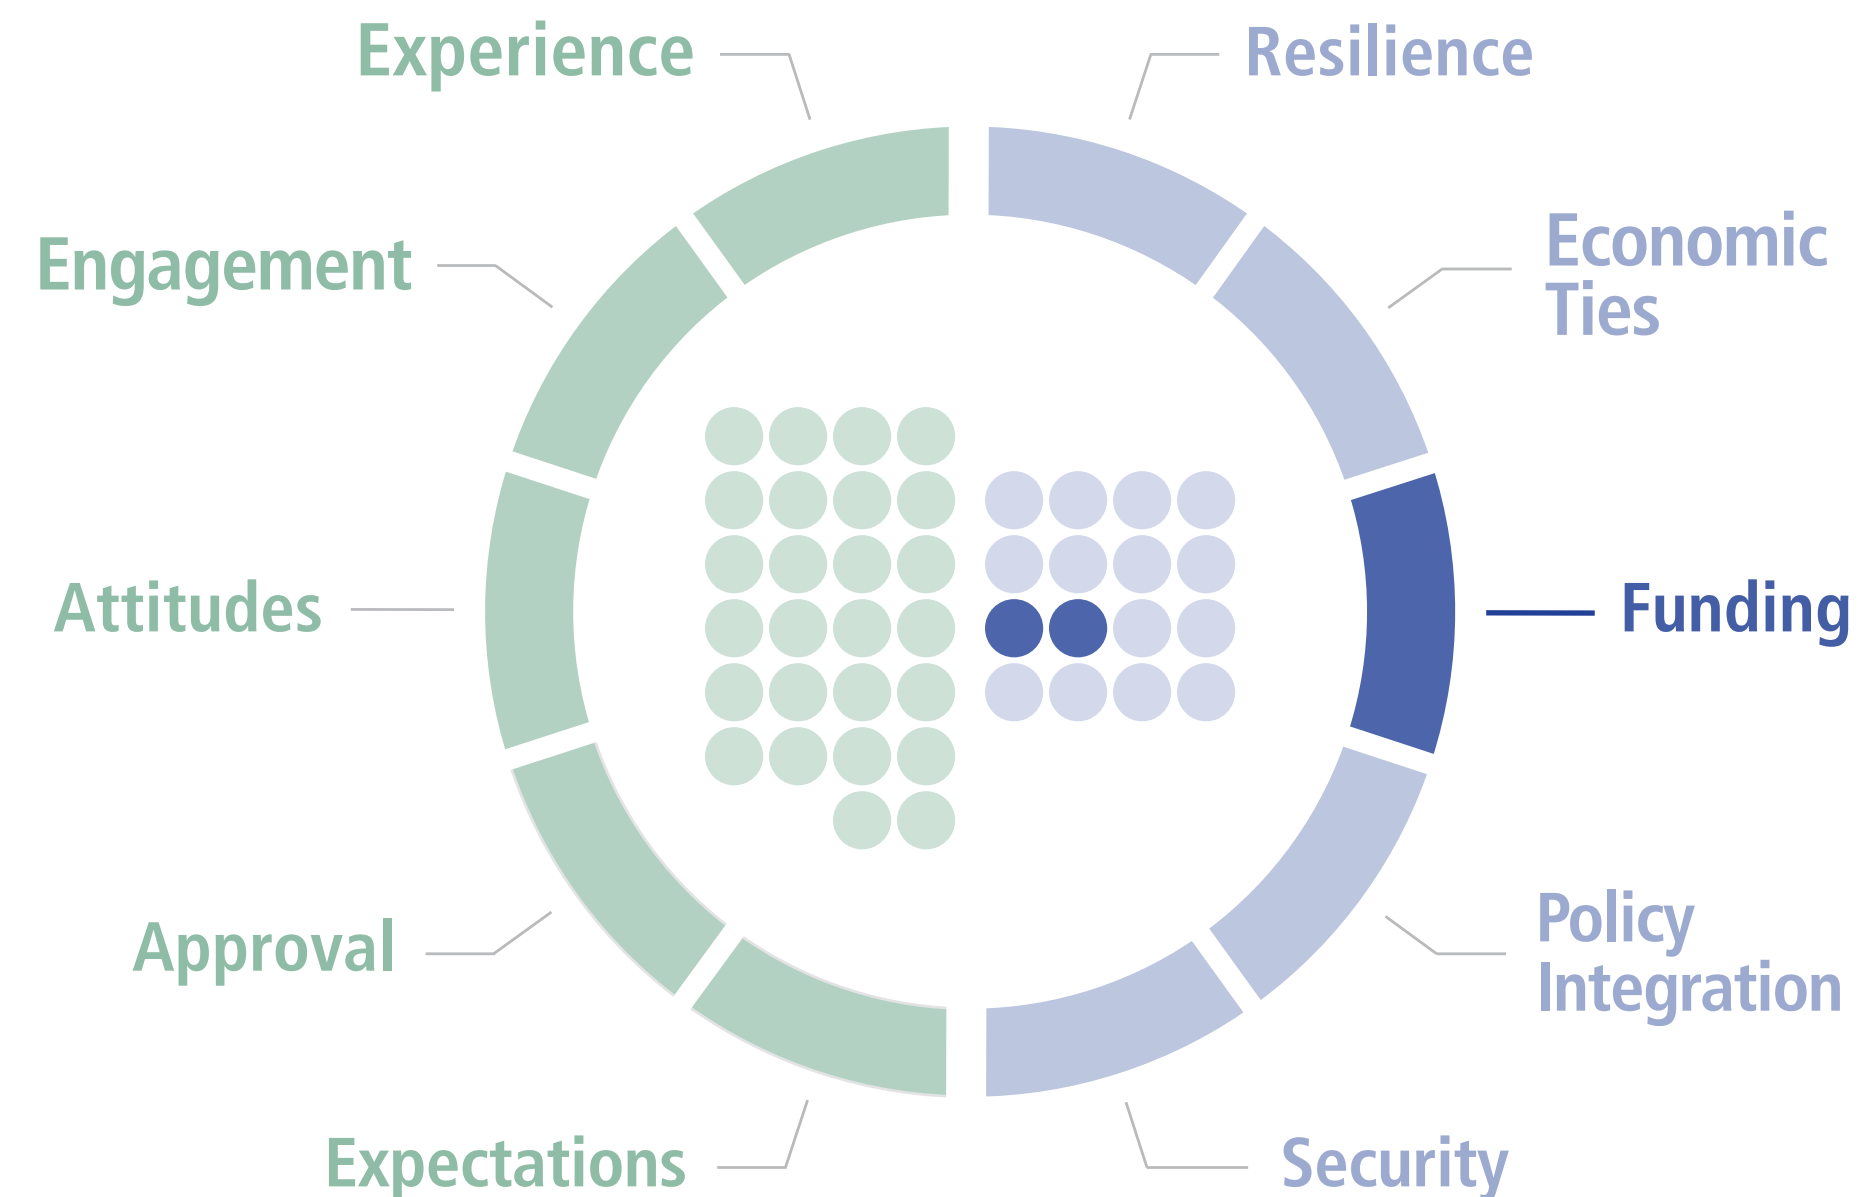 Experience
Resilience
Engagement
Economic
Ties
Attitudes
Funding
Approval
Policy
Integration
Expectations
Security